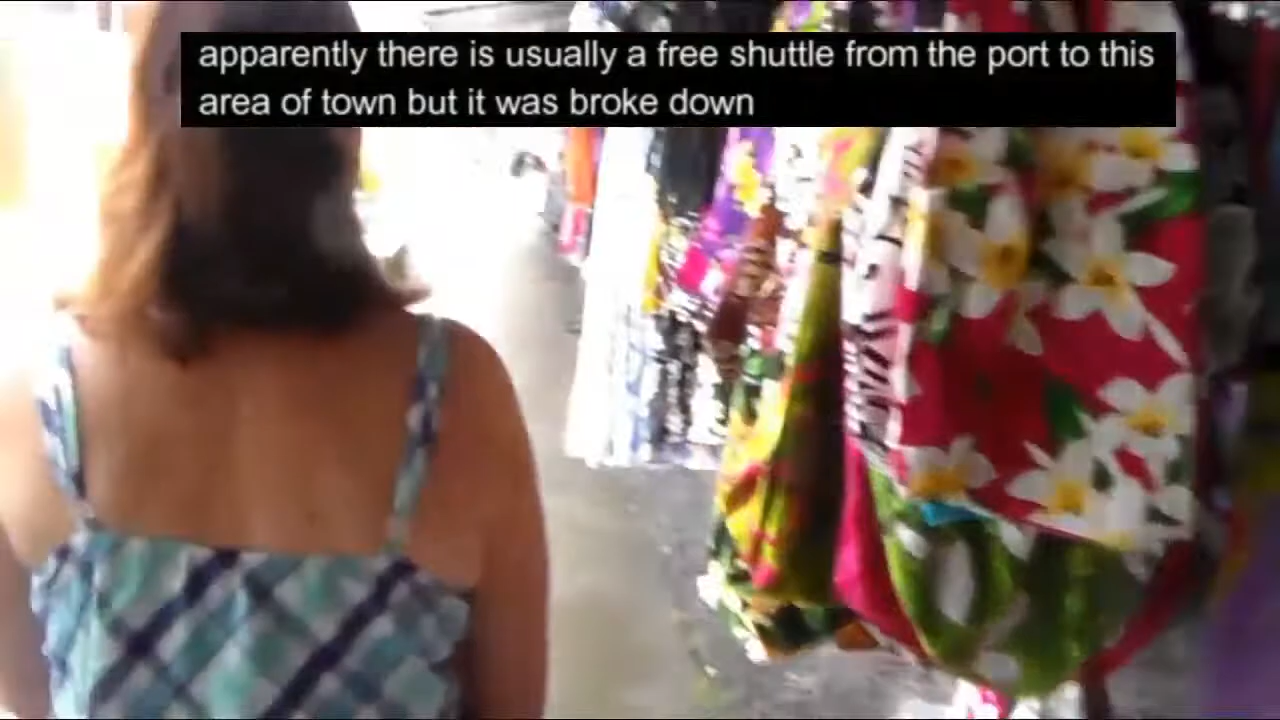 apparently there is usually a free shuttle from the port to this
area of town but it was broke down